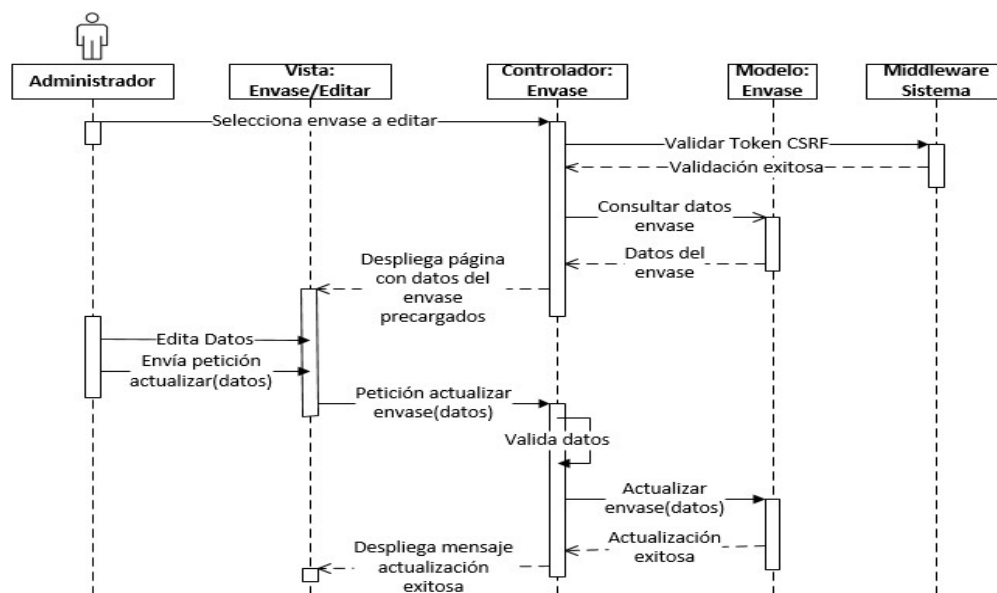 Administrador
Vista:
Envase/Editar
Controlador:
Envase
Modelo:
Envase
Middleware
Sistema
Selecciona envase a editar
Validar Token CSRF
Validación exitosa
Consultar datos
envase
Datos del
envase
Despliega página
con datos del
envase
precargados
Edita Datos
Envía petición
actualizar(datos)
Petición actualizar
envase(datos)
Valida datos
Actualizar
envase(datos)
Actualización
exitosa
Despliega mensaje
actualización
exitosa